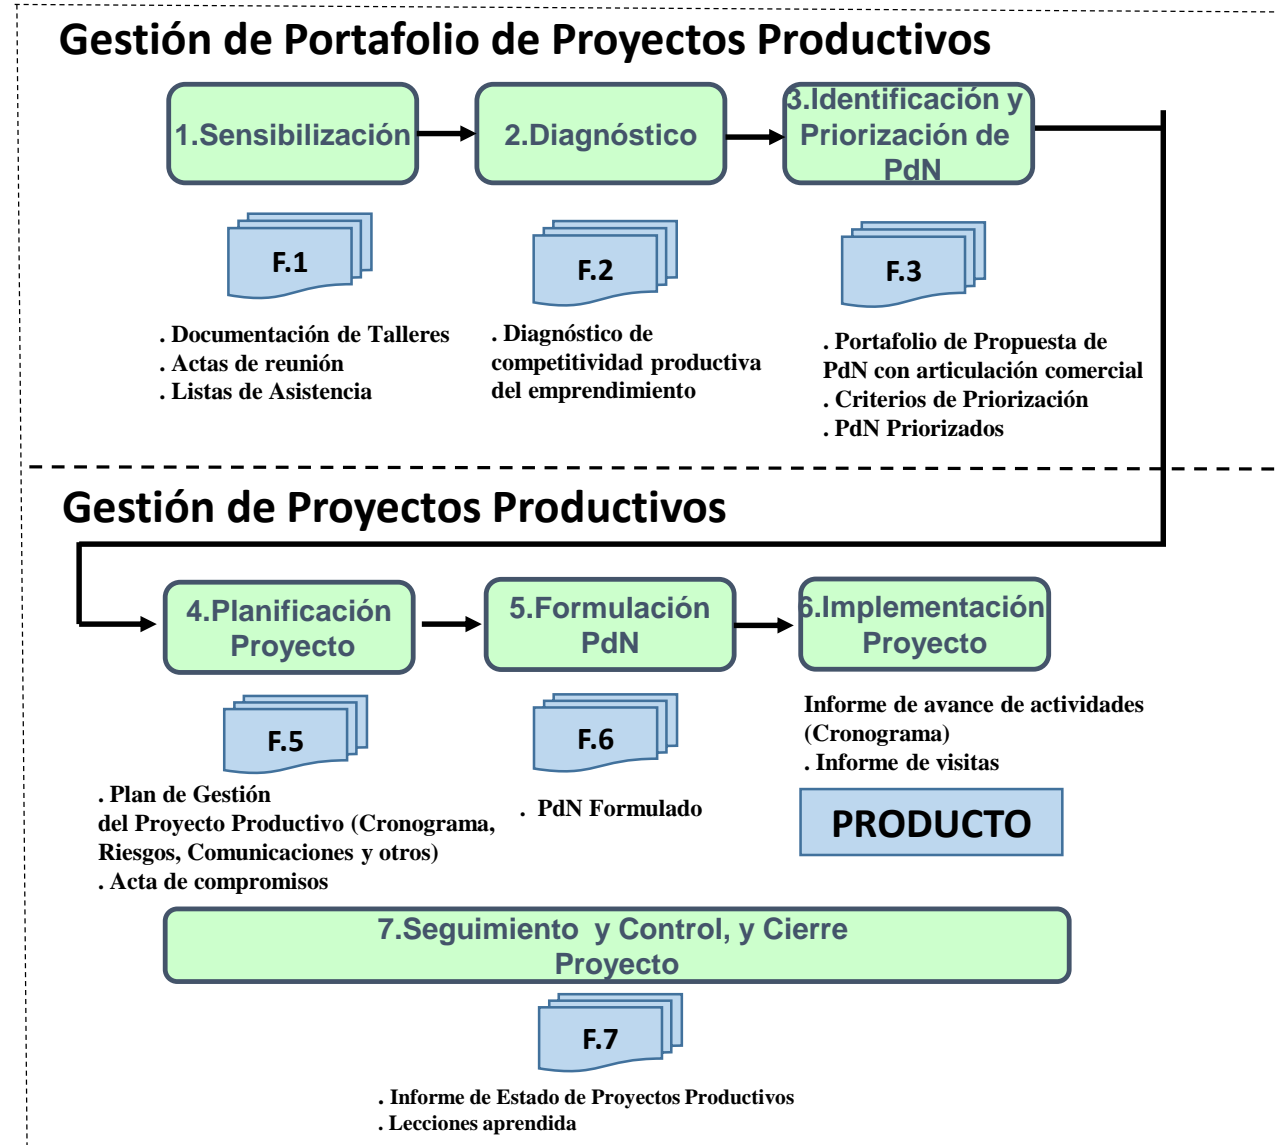 Gestión de Portafolio de Proyectos Productivos
1.Sensibilización
2.Diagnóstico
3.Identificación y
Priorización de
PdN
F.1
F.2
F.3
. Documentación de Talleres
. Actas de reunión
. Listas de Asistencia
. Diagnóstico de
competitividad productiva
del emprendimiento
. Portafolio de Propuesta de
PdN con articulación comercial
. Criterios de Priorización
. PdN Priorizados
Gestión de Proyectos Productivos
4.Planificación
Proyecto
5.Formulación
PdN
6.Implementación
Proyecto
F.5
F.6
Informe de avance de actividades
(Cronograma)
. Informe de visitas
PRODUCTO
. Plan de Gestión
del Proyecto Productivo (Cronograma,
Riesgos, Comunicaciones y otros)
. Acta de compromisos
. PdN Formulado
7.Seguimiento y Control, y Cierre
Proyecto
F.7
. Informe de Estado de Proyectos Productivos
. Lecciones aprendida